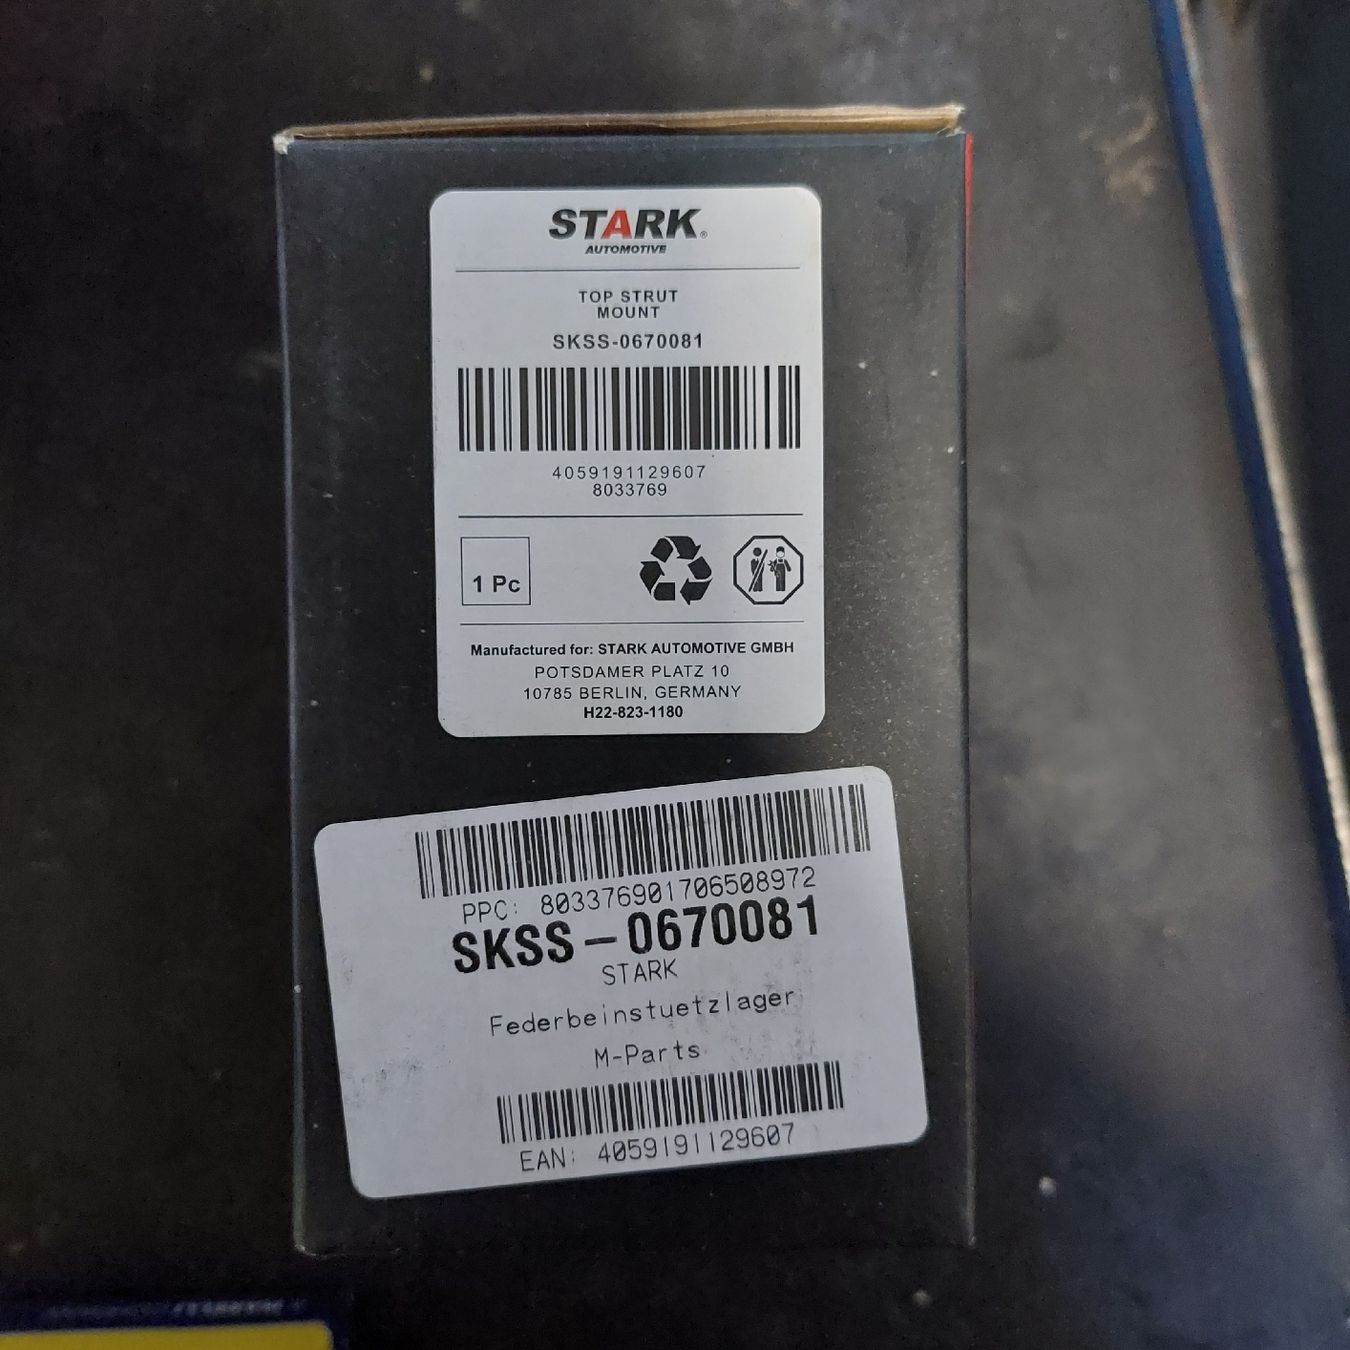 STARK®
AUTOMOTIVE
TOP STRUT
MOUNT
SKSS-0670081
4059191129607
8033769
1 Pc
Manufactured for: STARK AUTOMOTIVE GMBH
POTSDAMER PLATZ 10
10785 BERLIN, GERMANY
H22-823-1180
PPC: 803376901706508972
SKSS-0670081
STARK
Federbeinstuetzlager
M-Parts
EAN: 4059191129607